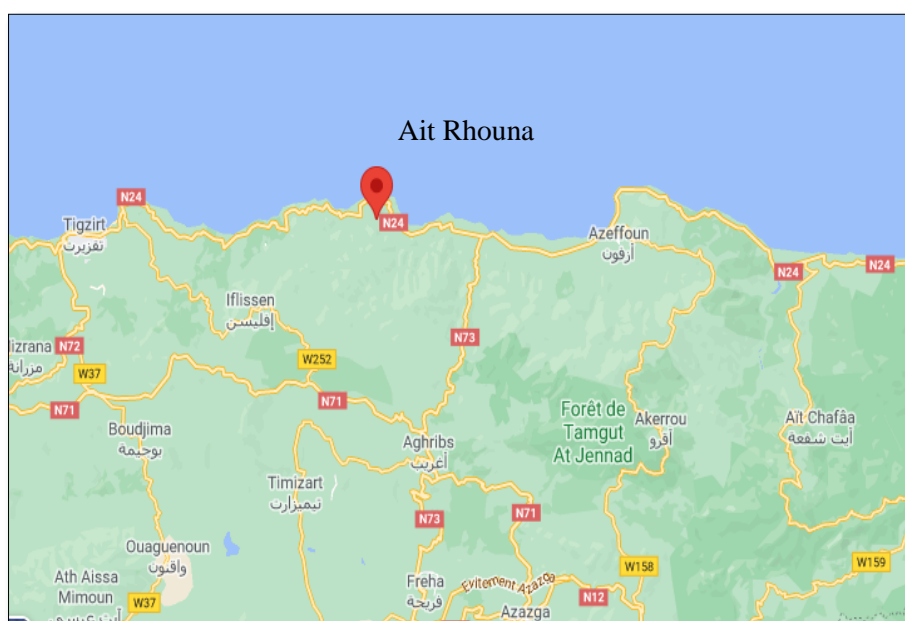 Ait Rhouna
N24
N24
Tigzirt
تقزيرت
Azeffoun
أزفون
N24
N24
Iflissen
إفليسن
N73
N72
مزرانة
W37
W252
N71
N71
Boudjima
بوجيمة
Forêt de
Tamgut
At Jennad
Akerrou
أقرو
Aït Chafâa
أيت شفعة
Aghribs
أغريب
Timizart
تيميزارت
N73
N71
Ouaguenoun
واقنون
W158
W159
Ath Aissa
Mimoun
W37
Freha
فريحة
Evitement Azazga
N12
Azazga